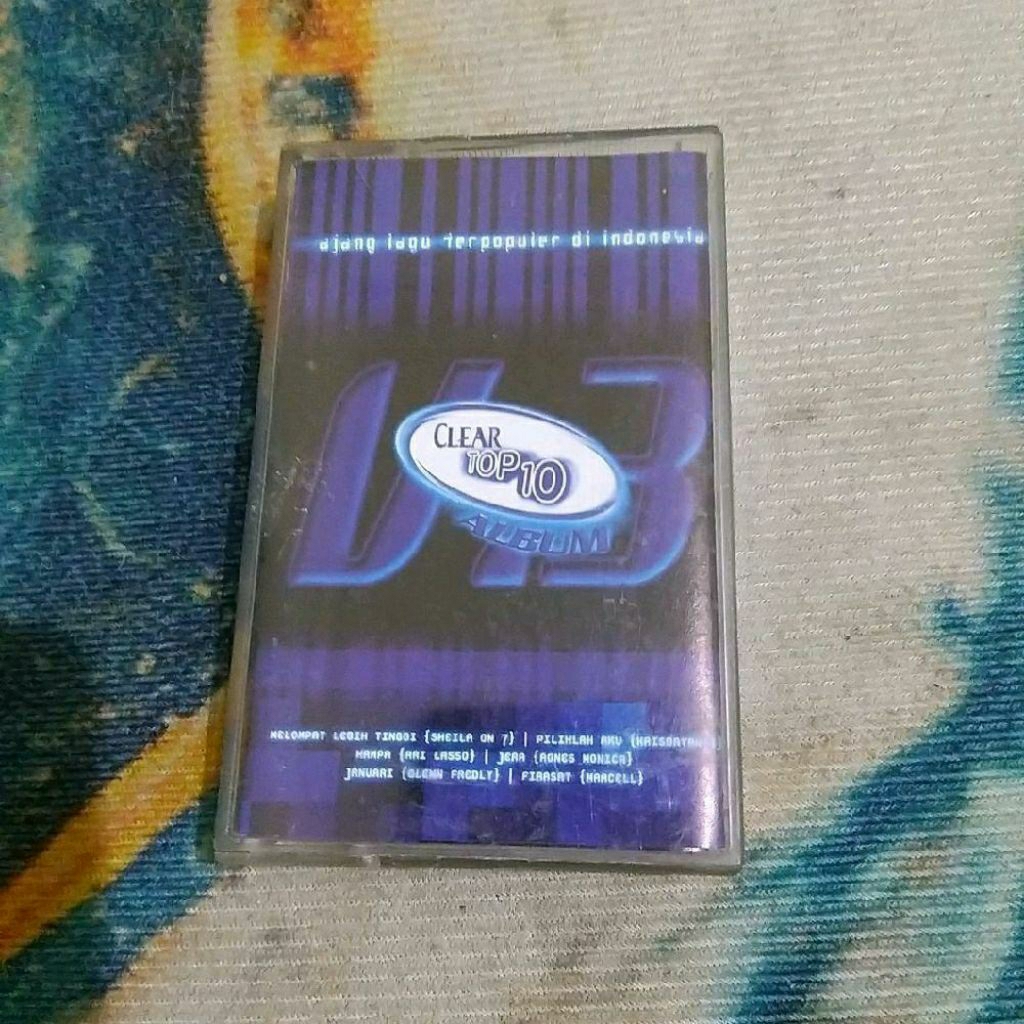 ajang lagu terpopuler di indonesia
V3
CLEAR
TOP 10
ALBUM
MELOMPAT LEBIH TINGGI {SHEILA ON 7} | PILIHLAH AKU
HAMPA {ARI LASSO} | JERA {AGNES MONICA}
JANUARI {GLENN FREDLY} | FIRASAT {MARCELL}